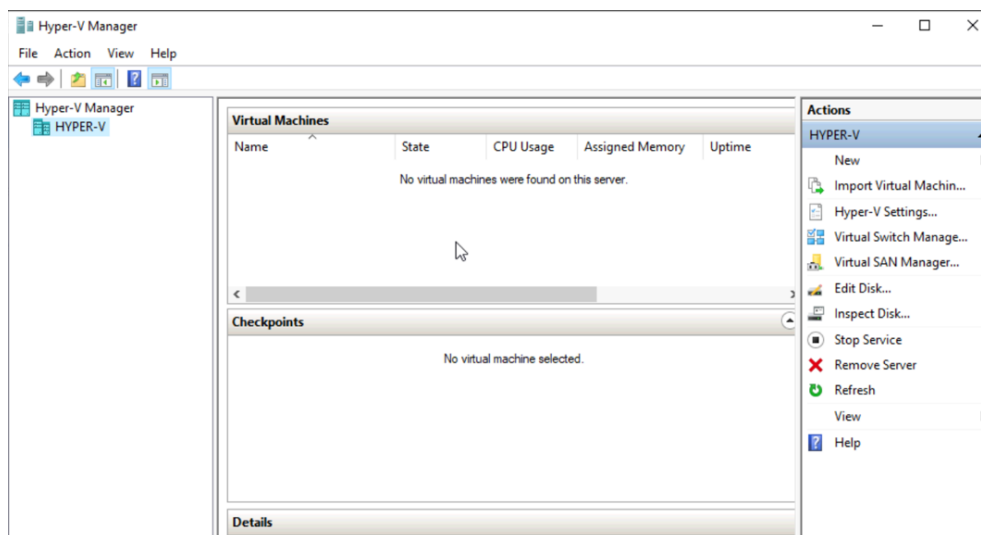 Hyper-V Manager
File Action View Help
Hyper-V Manager
HYPER-V
Virtual Machines
Name State CPU Usage Assigned Memory Uptime
No virtual machines were found on this server.
Checkpoints
No virtual machine selected.
Details
Actions
HYPER-V
New
Import Virtual Machin...
Hyper-V Settings...
Virtual Switch Manage...
Virtual SAN Manager...
Edit Disk...
Inspect Disk...
Stop Service
Remove Server
Refresh
View
Help